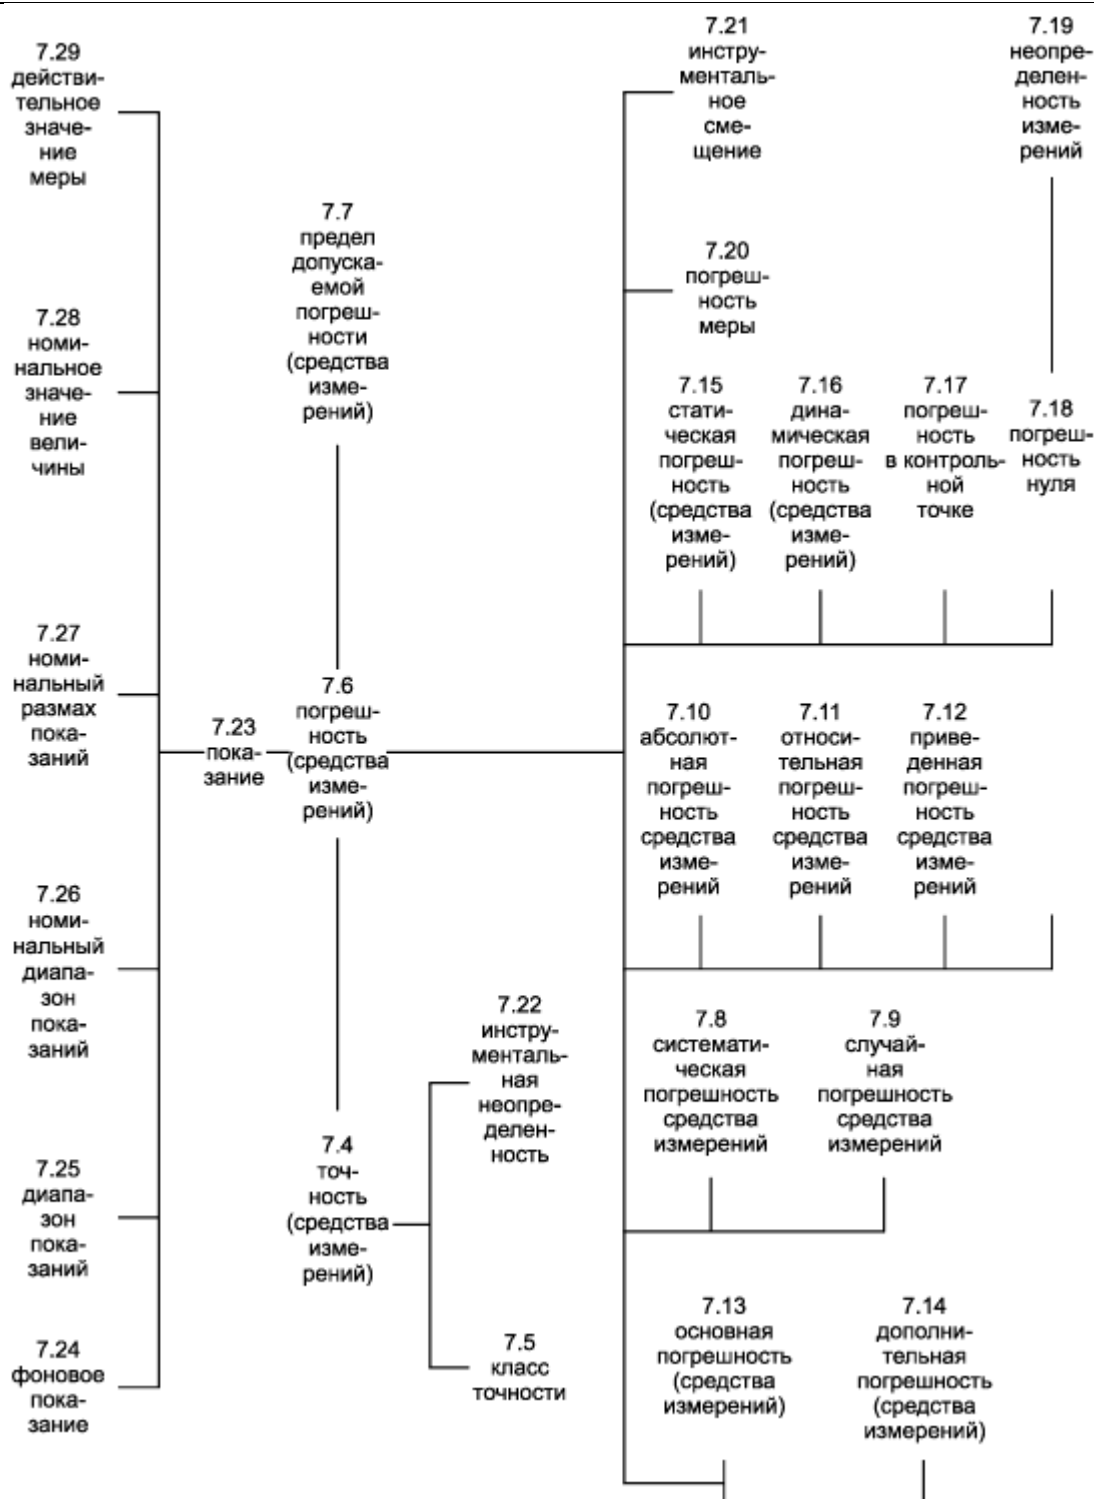 7.29
действи-
тельное
значе-
ние
меры
7.28
номи-
нальное
значе-
ние
вели-
чины
7.27
номи-
нальный
размах
пока-
заний
7.26
номи-
нальный
диапа-
зон
пока-
заний
7.25
диапа-
зон
пока-
заний
7.24
фоновое
пока-
зание
7.23
пока-
зание
7.7
предел
допуска-
емой
погреш-
ности
(средства
изме-
рений)
7.6
погреш-
ность
(средства
изме-
рений)
7.4
точ-
ность
(средства
изме-
рений)
7.22
инстру-
менталь-
ная
неопре-
делен-
ность
7.5
класс
точности
7.21
инстру-
менталь-
ное
сме-
щение
7.19
неопре-
делен-
ность
изме-
рений
7.20
погреш-
ность
меры
7.15
стати-
ческая
погреш-
ность
(средства
изме-
рений)
7.16
дина-
мическая
погреш-
ность
(средства
изме-
рений)
7.17
погреш-
ность
в контроль-
ной
точке
7.18
погреш-
ность
нуля
7.10
абсолют-
ная
погреш-
ность
средства
изме-
рений
7.11
относи-
тельная
погреш-
ность
средства
изме-
рений
7.12
приве-
денная
погреш-
ность
средства
изме-
рений
7.8
системати-
ческая
погрешность
средства
измерений
7.9
случай-
ная
погрешность
средства
измерений
7.13
основная
погрешность
(средства
измерений)
7.14
дополни-
тельная
погрешность
(средства
измерений)